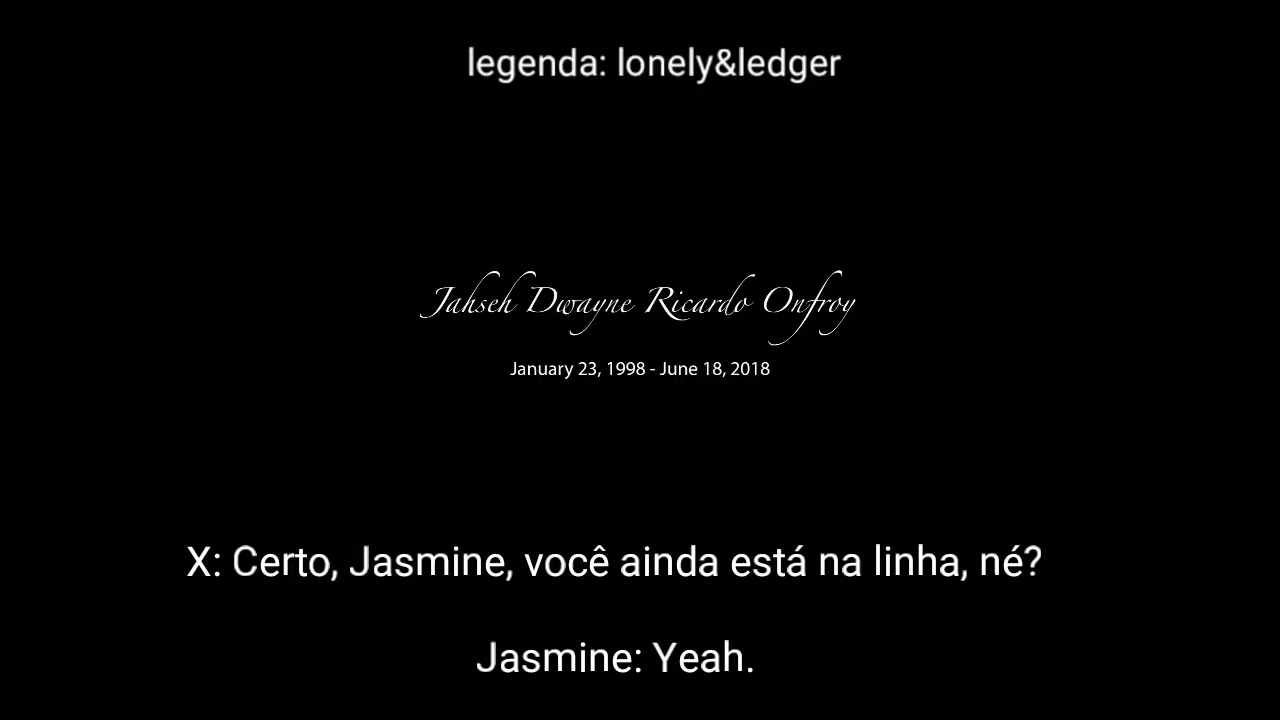 legenda: lonely&ledger
Jahseh Dwayne Ricardo Onfroy
January 23, 1998 - June 18, 2018
X: Certo, Jasmine, você ainda está na linha, né?
Jasmine: Yeah.